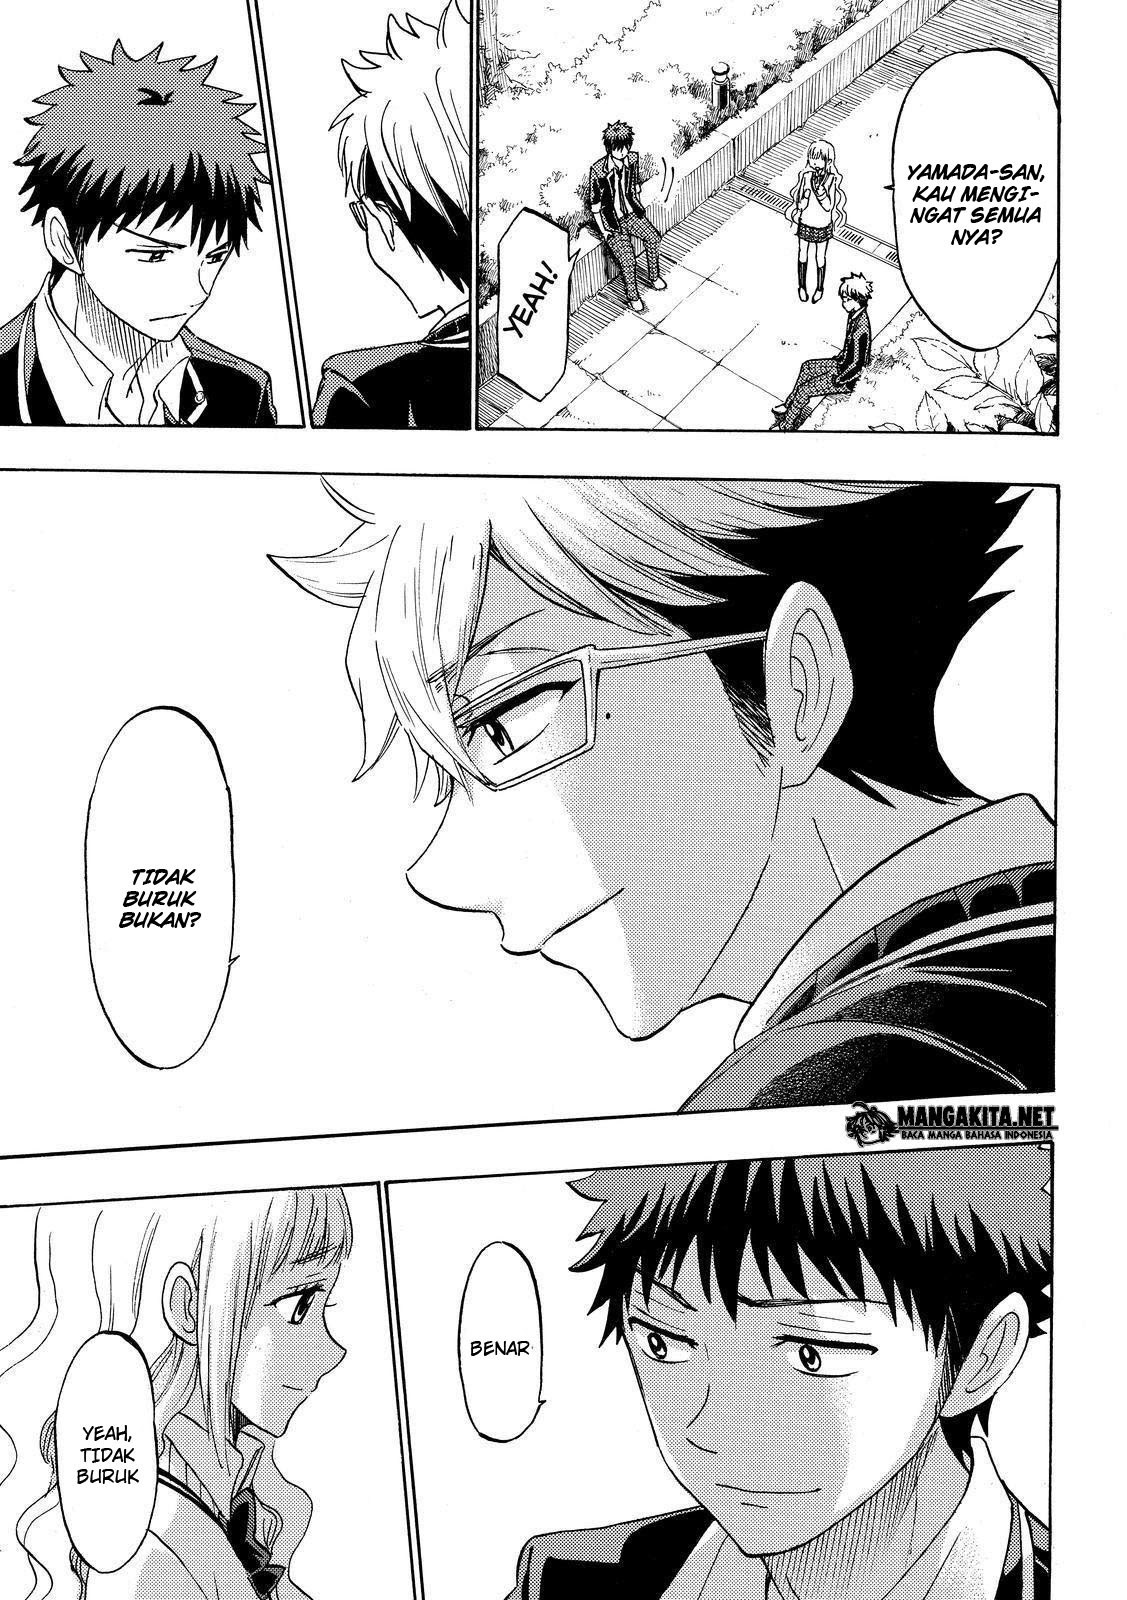 YAMADA-SAN,
KAU MENGI-
NGAT SEMUA
NYA?
YEAH!
TIDAK
BURUK
BUKAN?
MANGAKITA.NET
BACA MANGA BAHASA INDONESIA
BENAR
YEAH,
TIDAK
BURUK